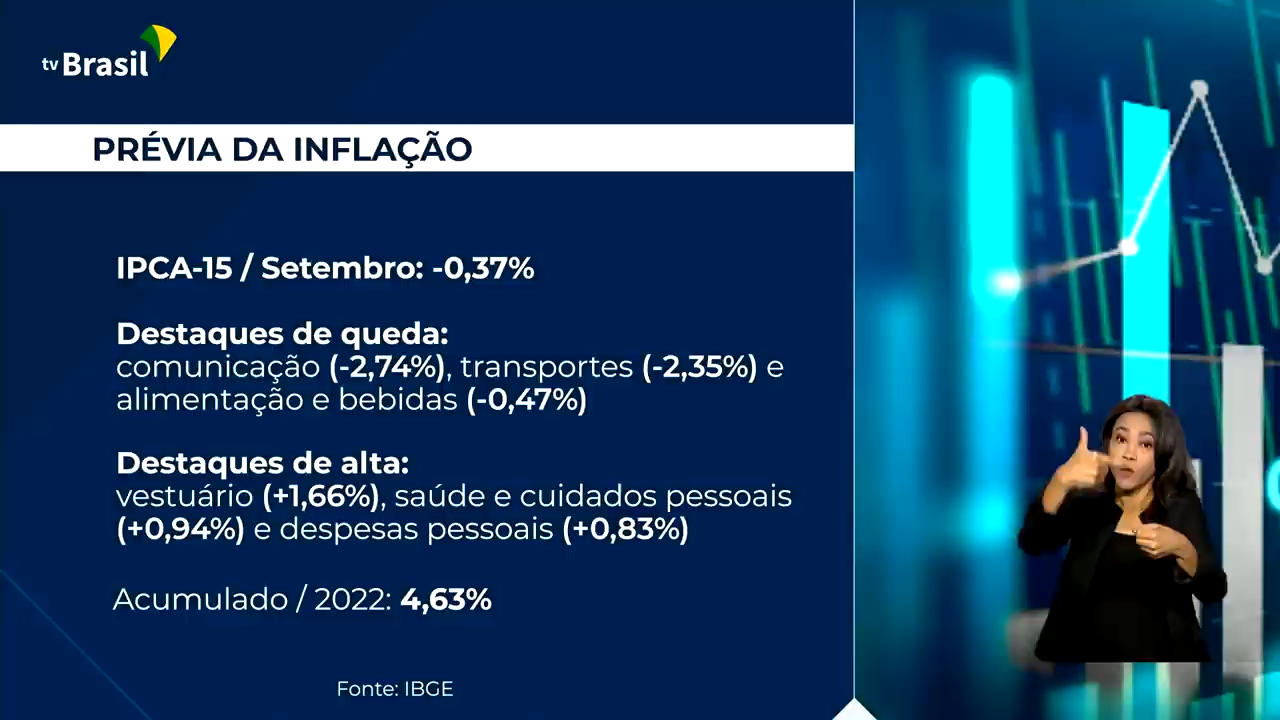 tv Brasil
PRÉVIA DA INFLAÇÃO
IPCA-15 / Setembro: -0,37%
Destaques de queda:
comunicação (-2,74%), transportes (-2,35%) e
alimentação e bebidas (-0,47%)
Destaques de alta:
vestuário (+1,66%), saúde e cuidados pessoais
(+0,94%) e despesas pessoais (+0,83%)
Acumulado / 2022: 4,63%
Fonte: IBGE